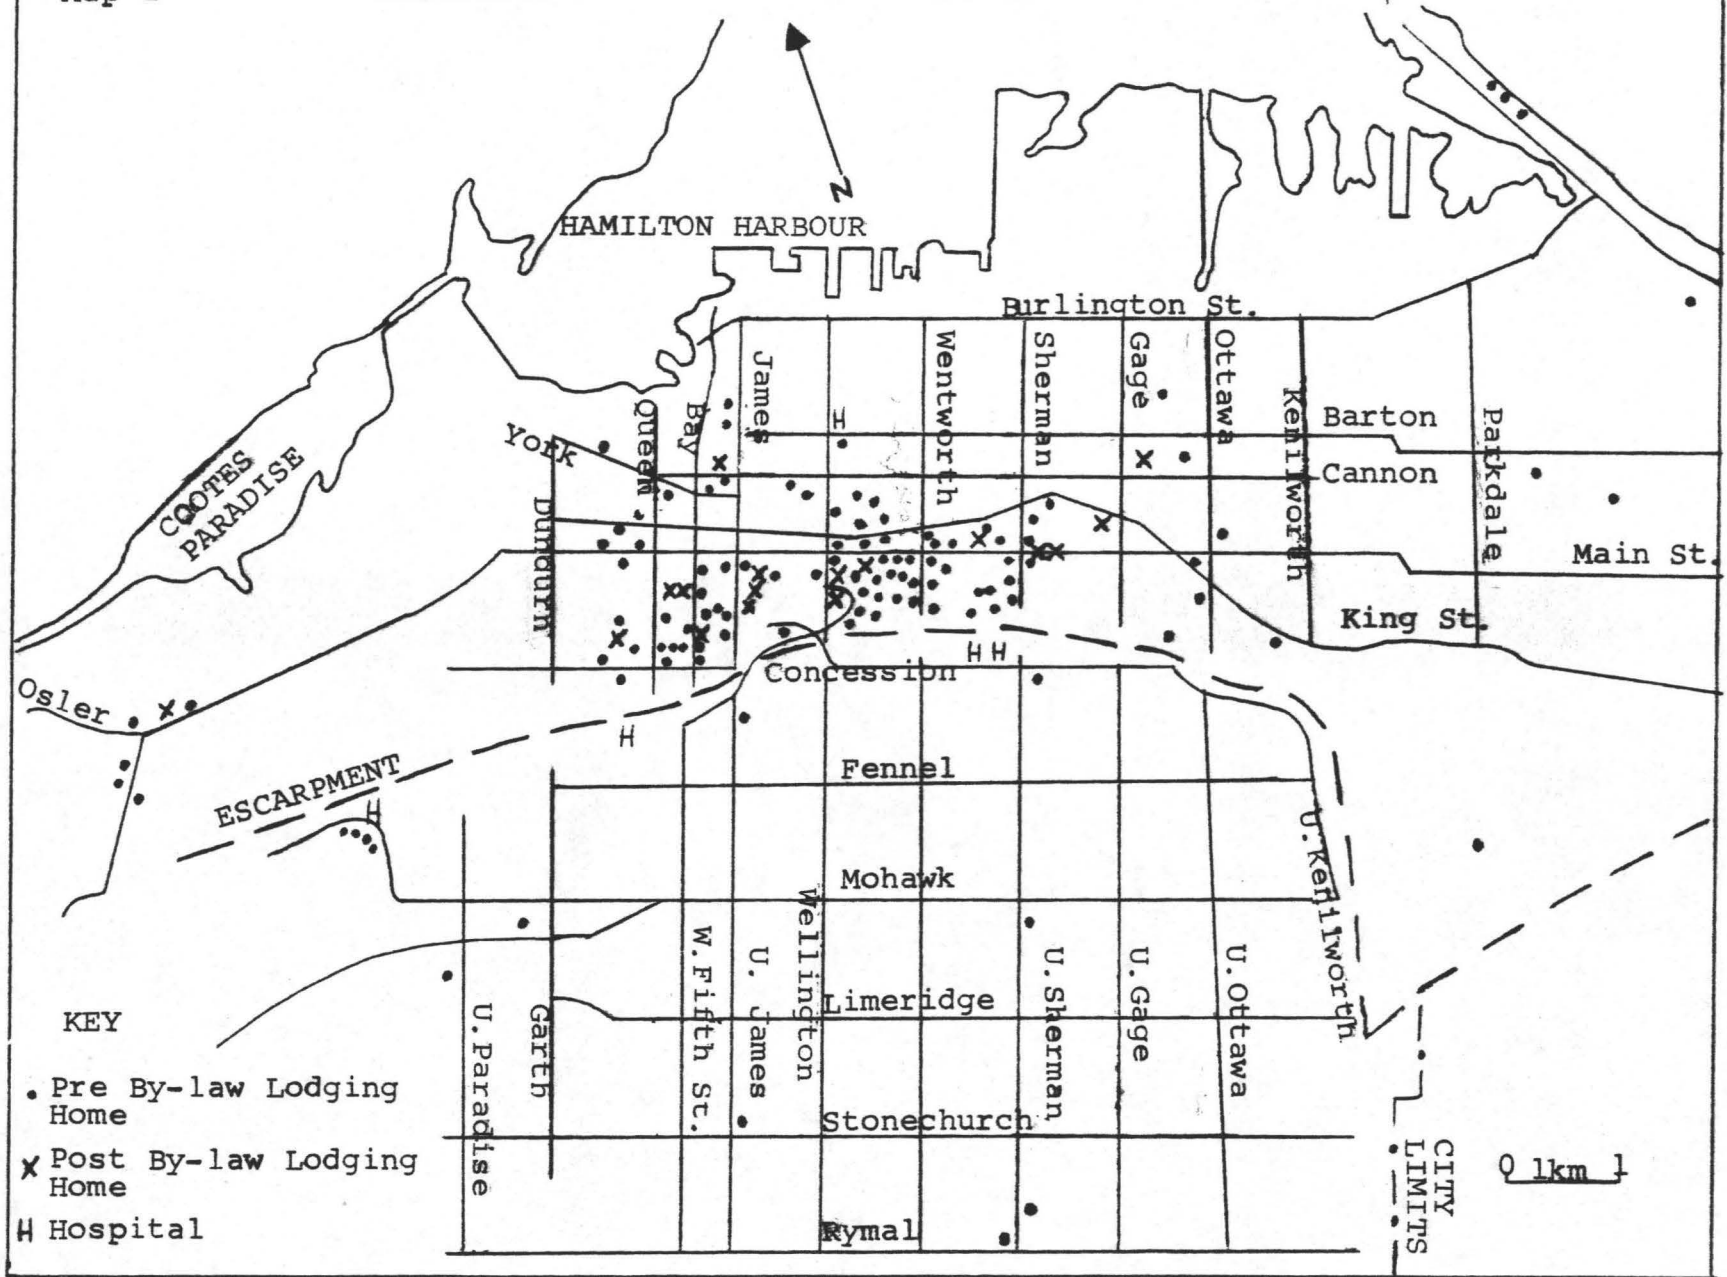 N
HAMILTON HARBOUR
Burlington St.
James
Wentworth
Sherman
Gage
Ottawa
Kenilworth
Parkdale
Barton
Cannon
Queen
Bay
York
H
COOTES
PARADISE
Dundurn
Main St.
King St.
H H
Concession
Osler
H
ESCARPMENT
H
Fennel
Mohawk
U. Kenilworth
Wellington
W. Fifth St.
U. James
U. Sherman
U. Gage
U. Ottawa
Limeridge
Garth
U. Paradise
Stonechurch
Rymal
CITY
LIMITS
0 1km 1
KEY
. Pre By-law Lodging
Home
x Post By-law Lodging
Home
H Hospital